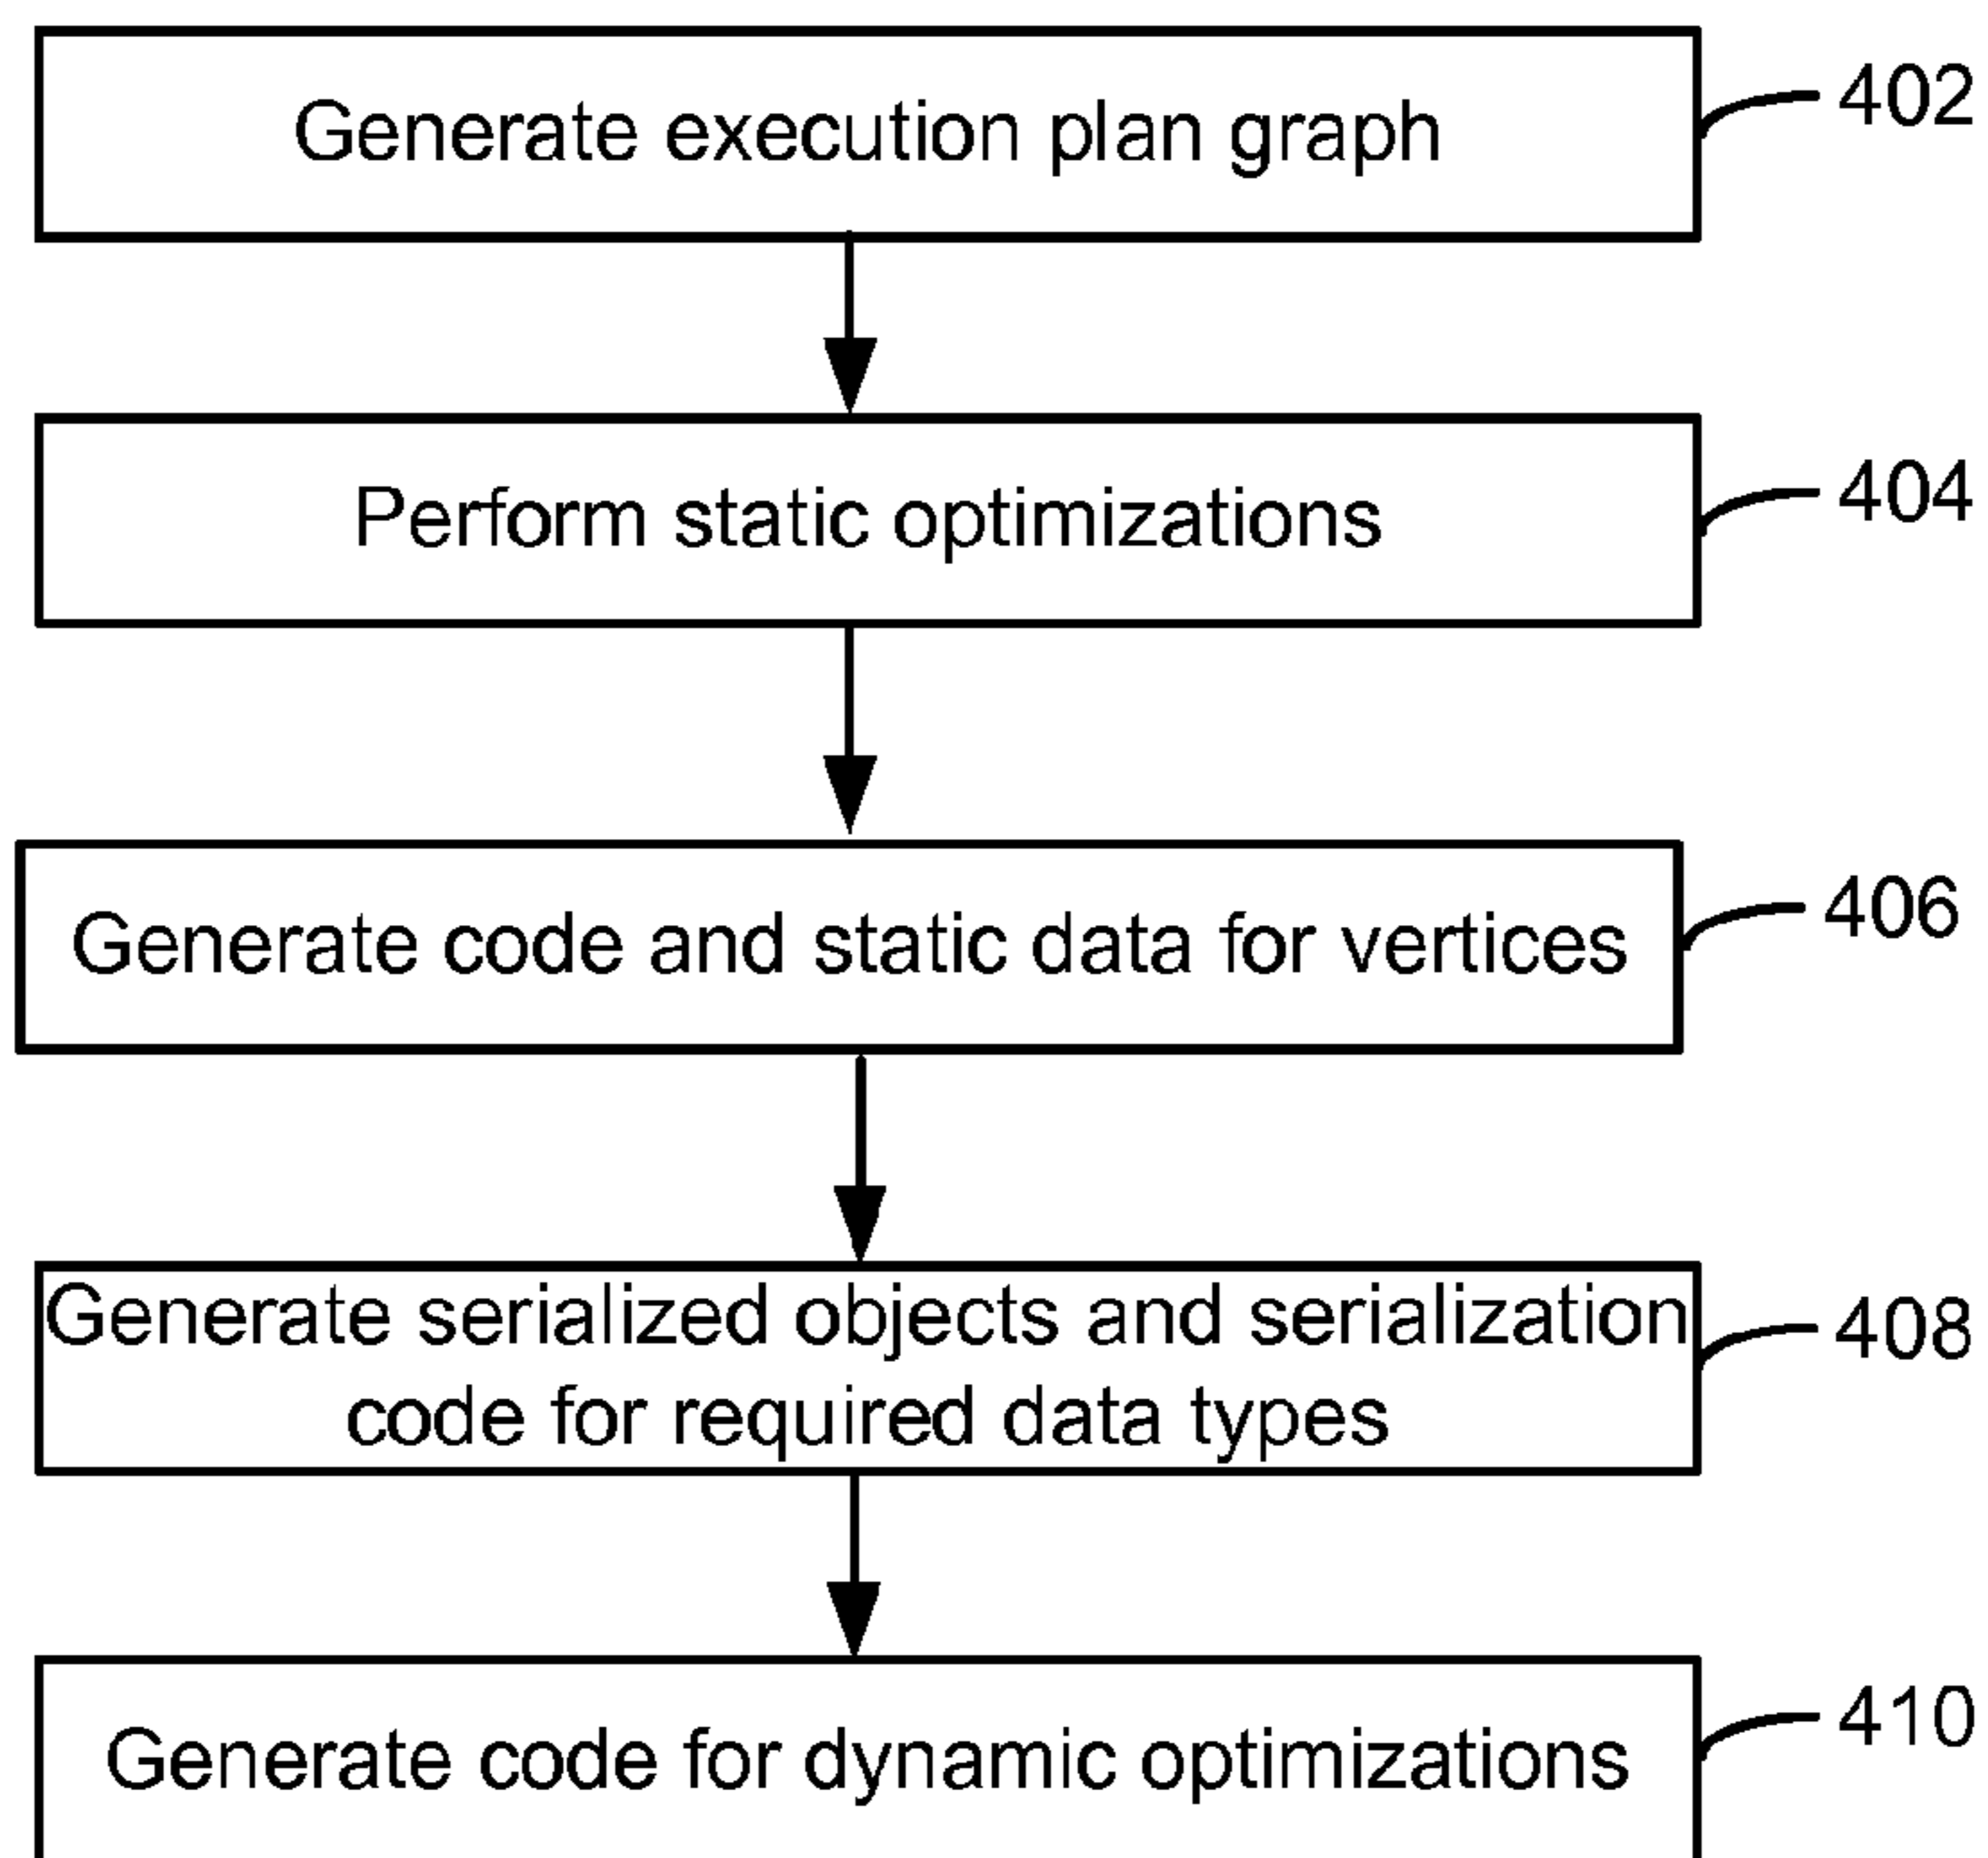 Generate execution plan graph
402
Perform static optimizations
404
Generate code and static data for vertices
406
Generate serialized objects and serialization
code for required data types
408
Generate code for dynamic optimizations
410